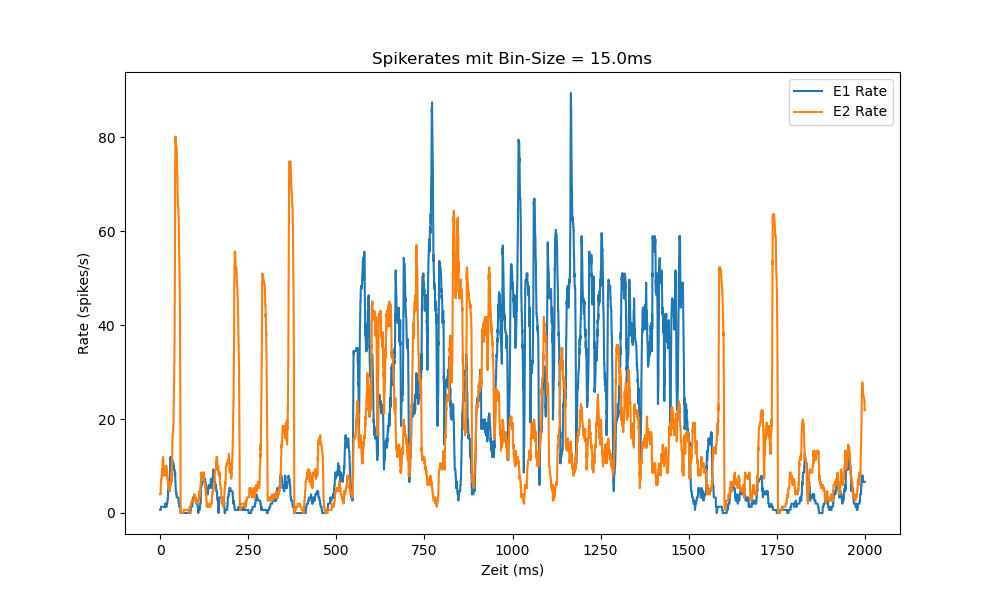 Spikerates mit Bin-Size = 15.0ms
E1 Rate
E2 Rate
Rate (spikes/s)
80
60
40
20
0
0 250 500 750 1000 1250 1500 1750 2000
Zeit (ms)